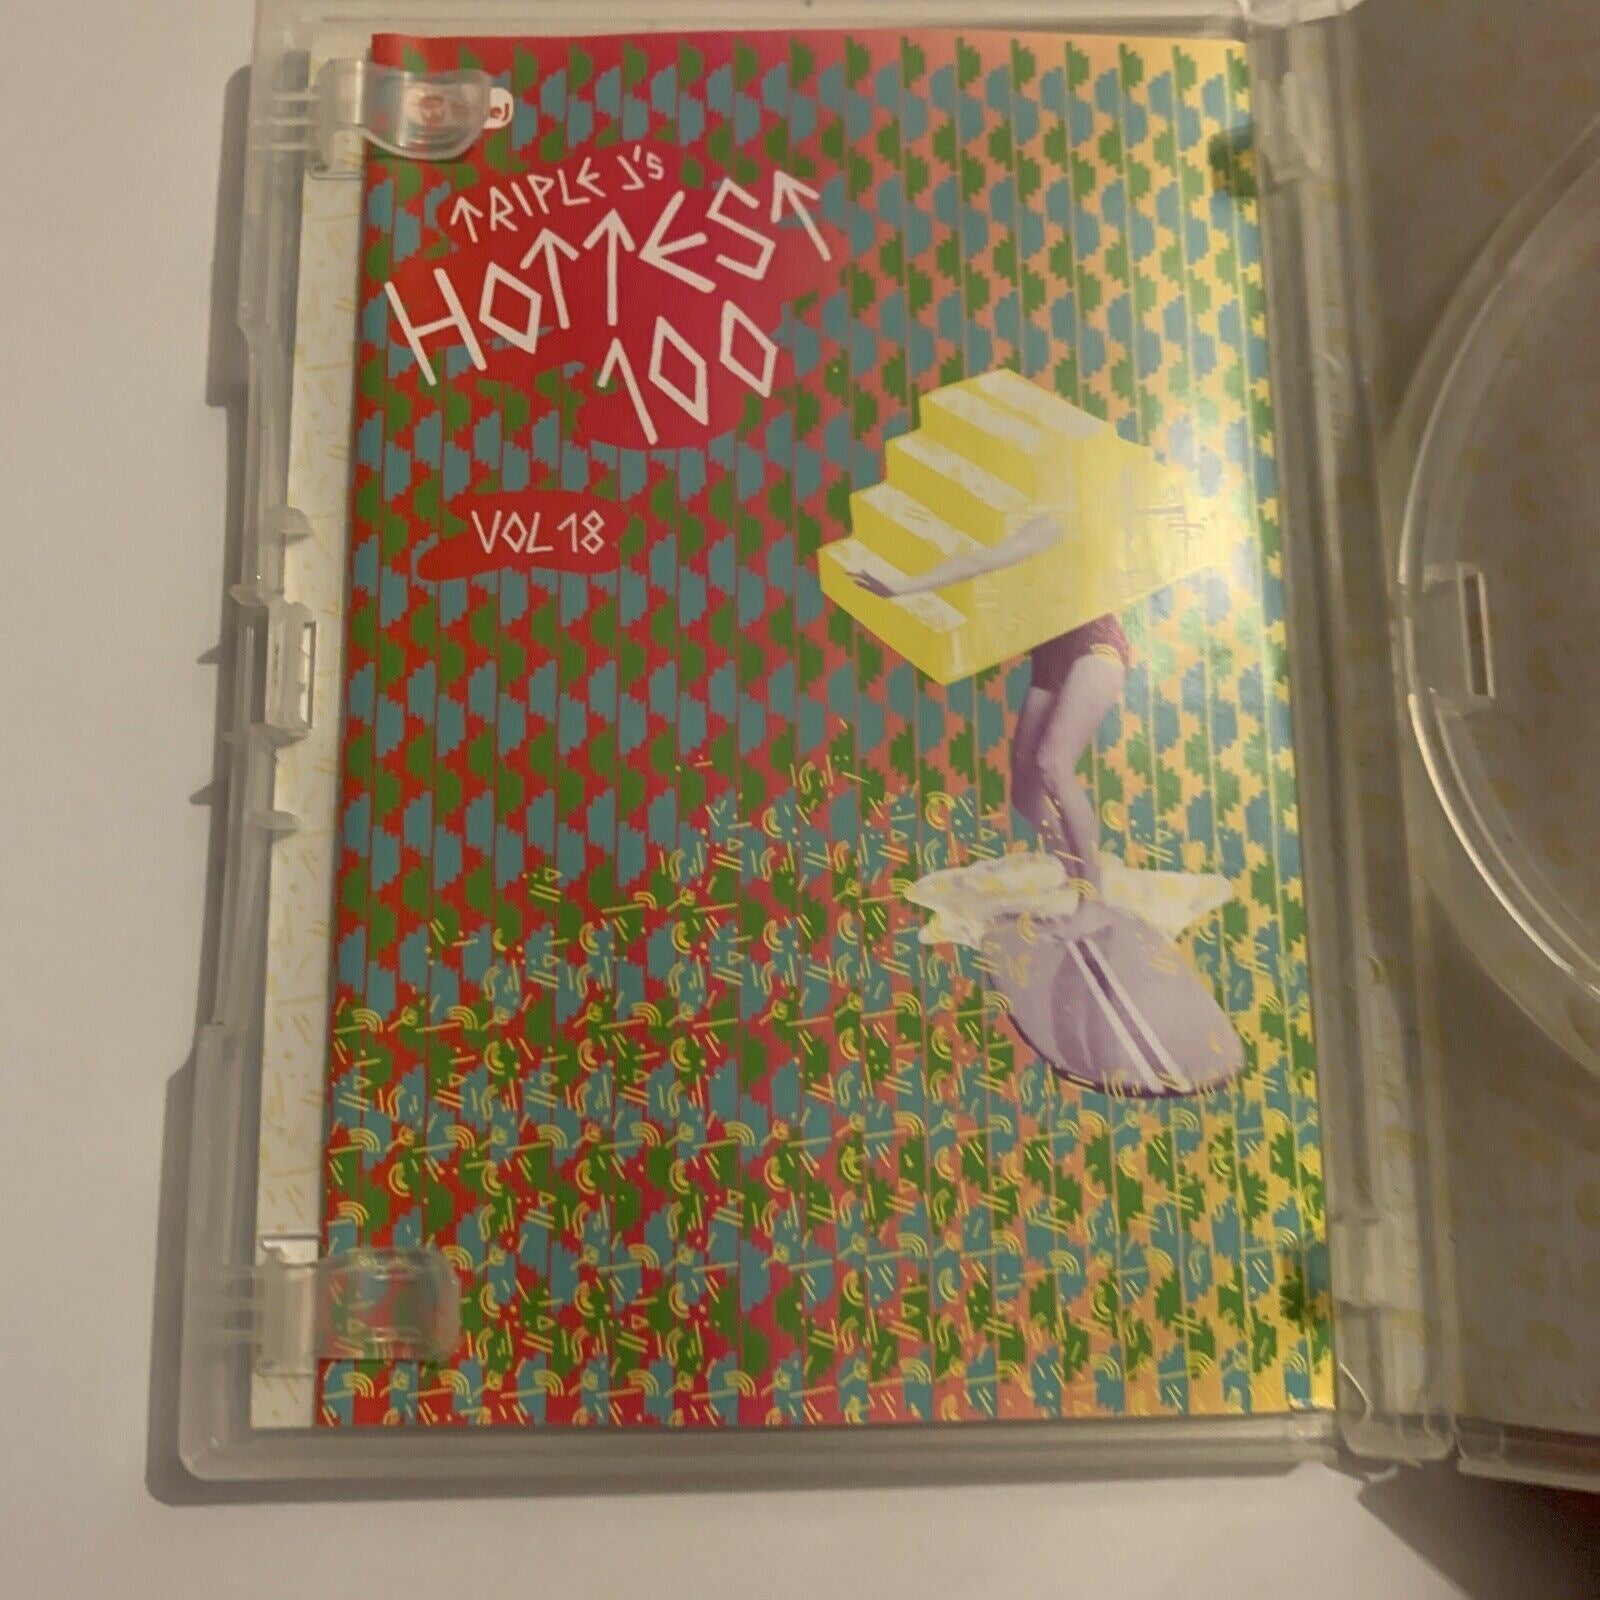 TRIPLE J'S
HOTTEST
100
VOL 18